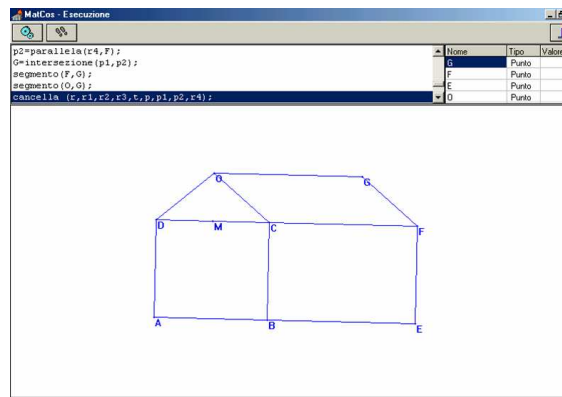 MatCos - Esecuzione
p2=parallela(r4,F);
G=intersezione(p1,p2);
segmento(F,G);
segmento(O,G);
cancella (r,r1,r2,r3,t,p,p1,p2,r4);
Nome Tipo Valore
G Punto
F Punto
E Punto
O Punto
O G
D M C F
A B E